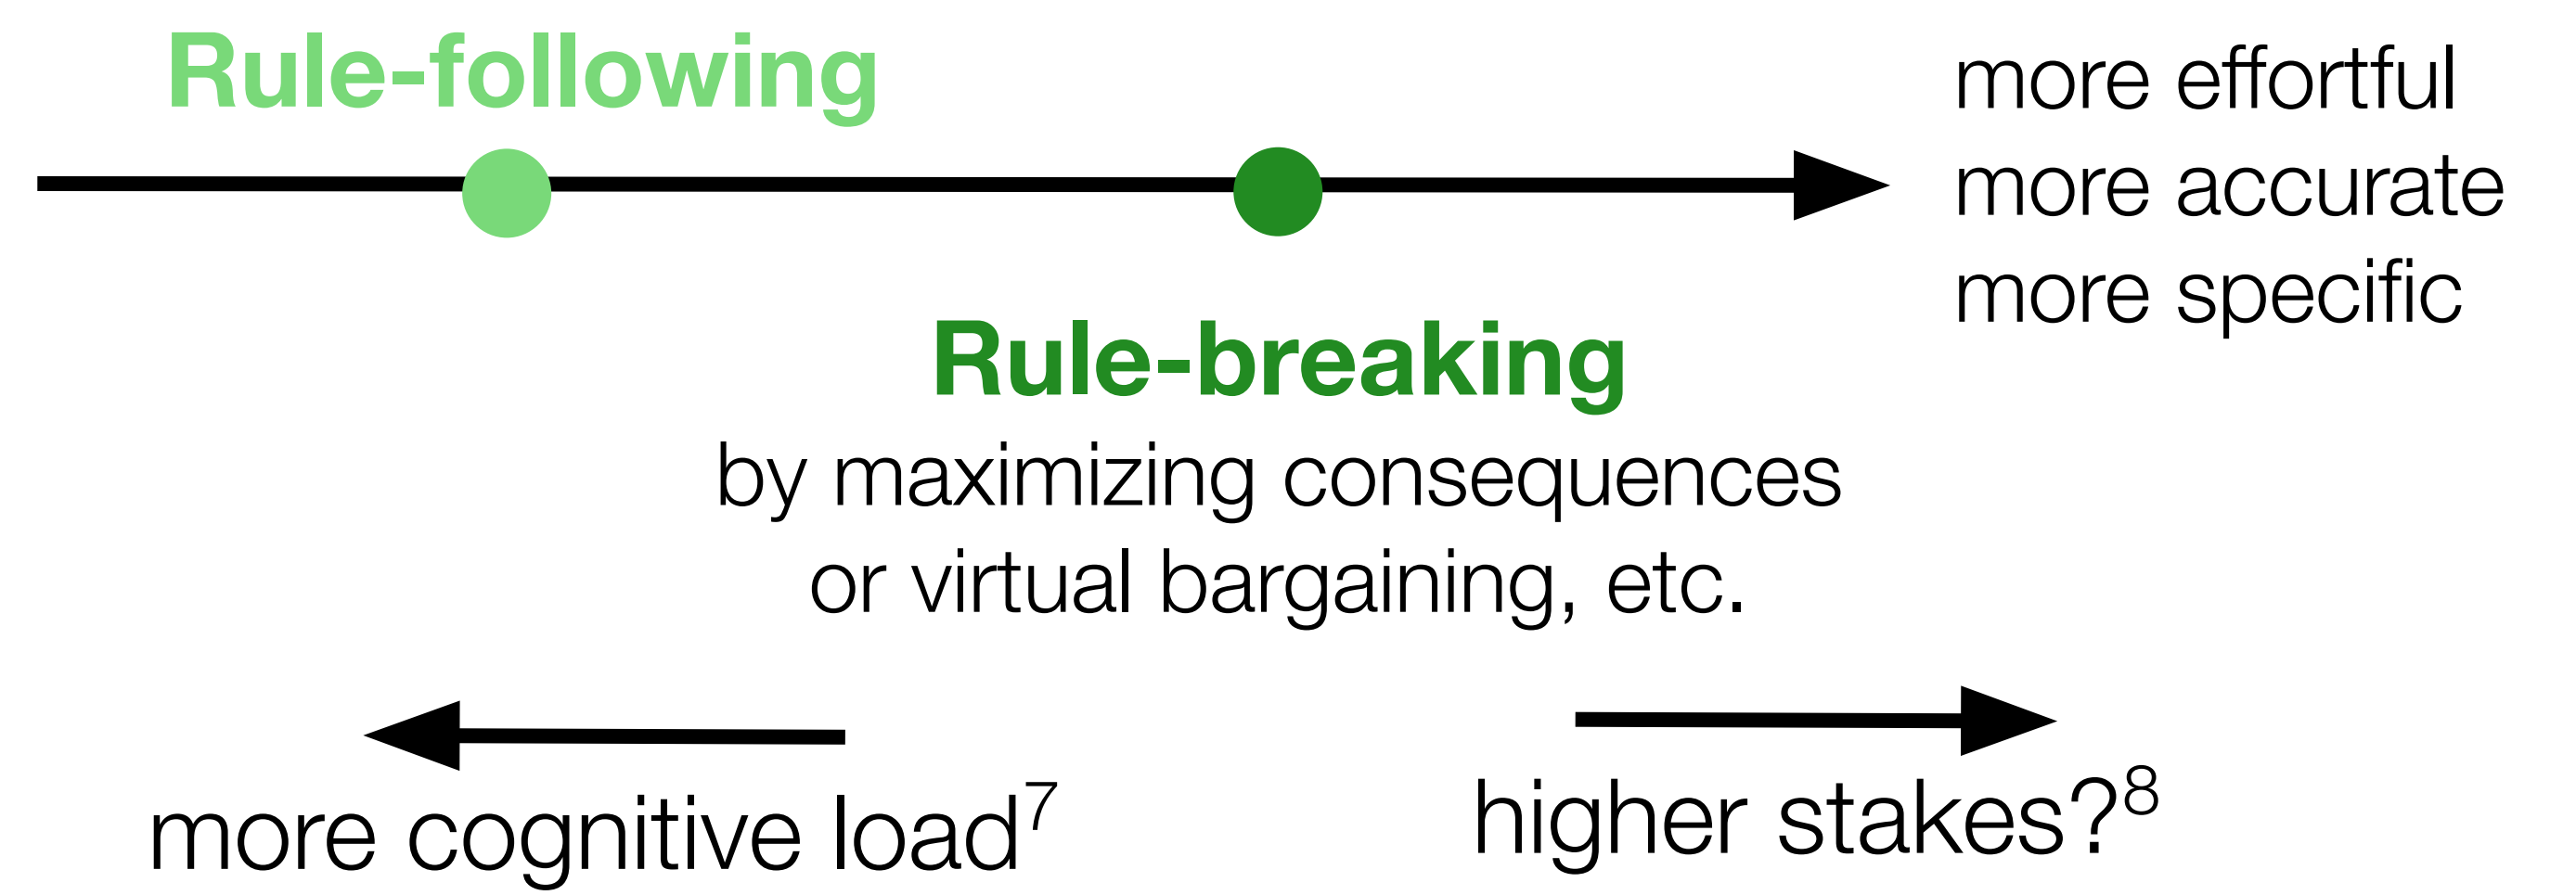 Rule-following
more effortful
more accurate
more specific
Rule-breaking
by maximizing consequences
or virtual bargaining, etc.
more cognitive load⁷
higher stakes?⁸